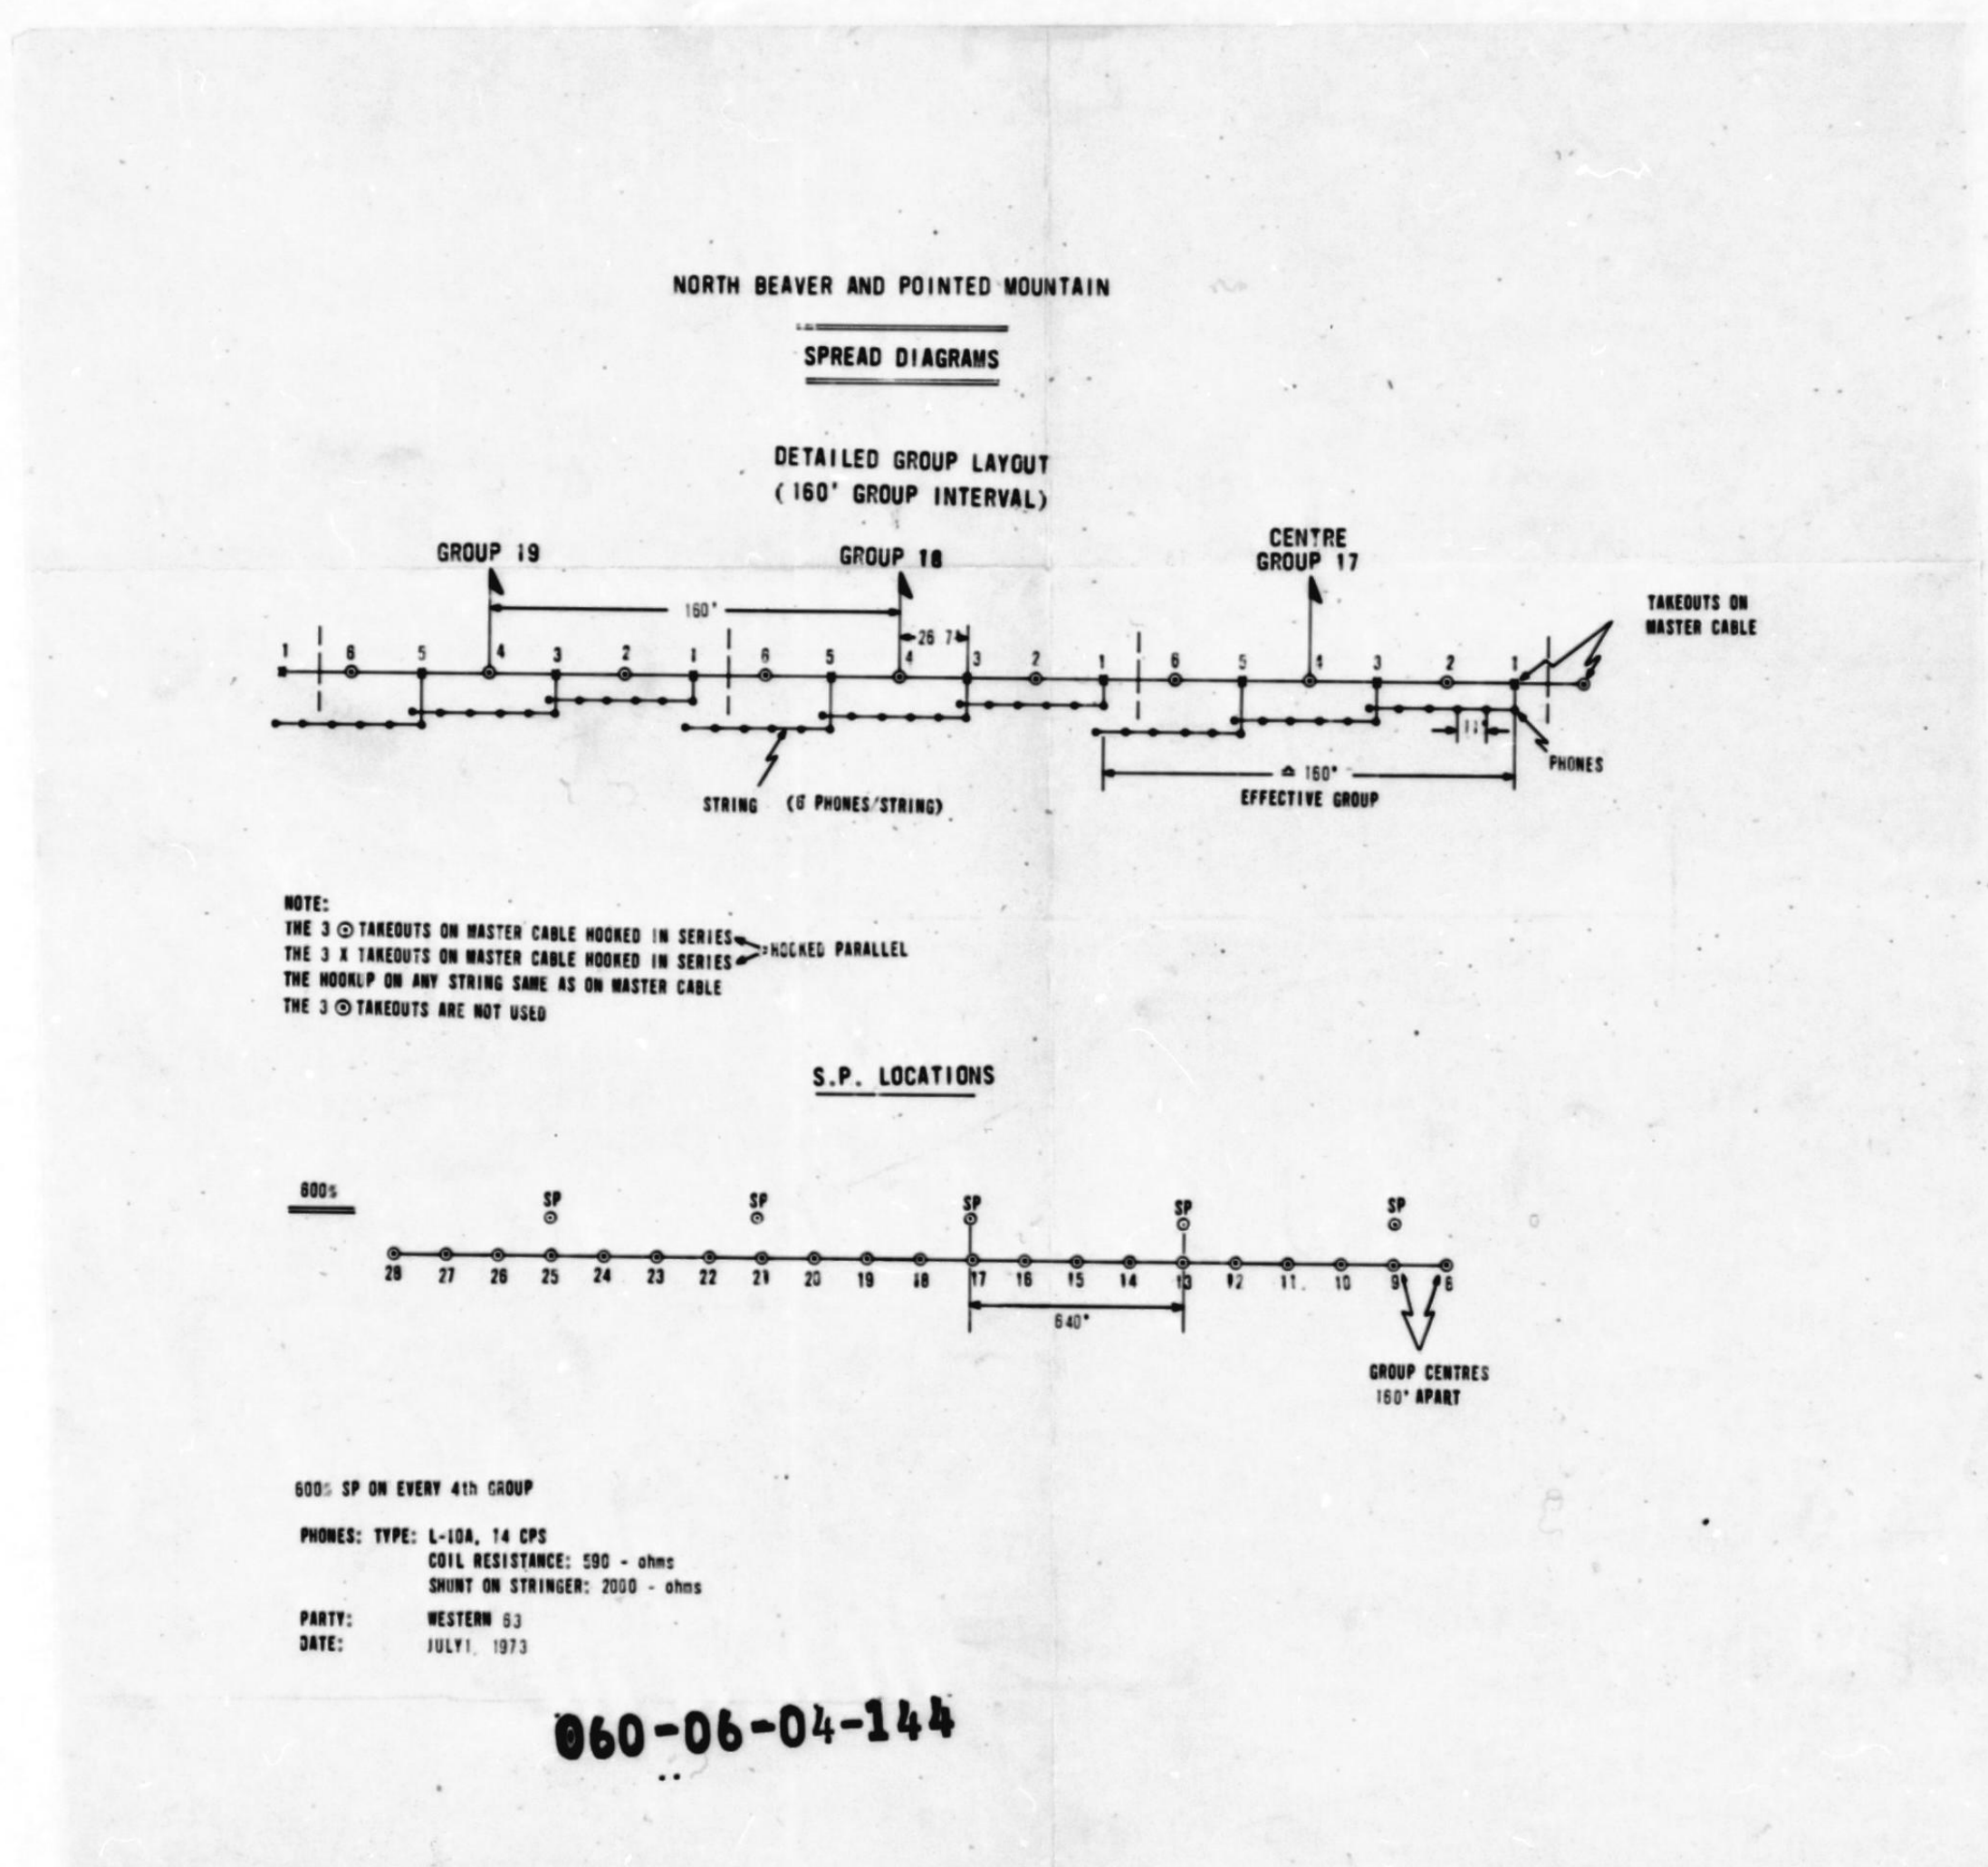 NORTH BEAVER AND POINTED MOUNTAIN
SPREAD DIAGRAMS
DETAILED GROUP LAYOUT
(160' GROUP INTERVAL)
GROUP 19
GROUP 18
CENTRE
GROUP 17
TAKEOUTS ON
MASTER CABLE
160'
26 7'
1 6 5 4 3 2 1 6 5 4 3 2 1 6 5 4 3 2 1
11'
PHONES
≏ 160'
EFFECTIVE GROUP
STRING (6 PHONES/STRING)
NOTE:
THE 3 ⊙ TAKEOUTS ON MASTER CABLE HOOKED IN SERIES
THE 3 X TAKEOUTS ON MASTER CABLE HOOKED IN SERIES
HOOKED PARALLEL
THE HOOKUP ON ANY STRING SAME AS ON MASTER CABLE
THE 3 ⊙ TAKEOUTS ARE NOT USED
S.P. LOCATIONS
600%
SP SP SP SP SP
28 27 26 25 24 23 22 21 20 19 18 17 16 15 14 13 12 11 10 9 8
640'
GROUP CENTRES
160' APART
600% SP ON EVERY 4th GROUP
PHONES: TYPE: L-10A, 14 CPS
COIL RESISTANCE: 590 - ohms
SHUNT ON STRINGER: 2000 - ohms
PARTY: WESTERN 63
DATE: JULY1, 1973
060-06-04-144